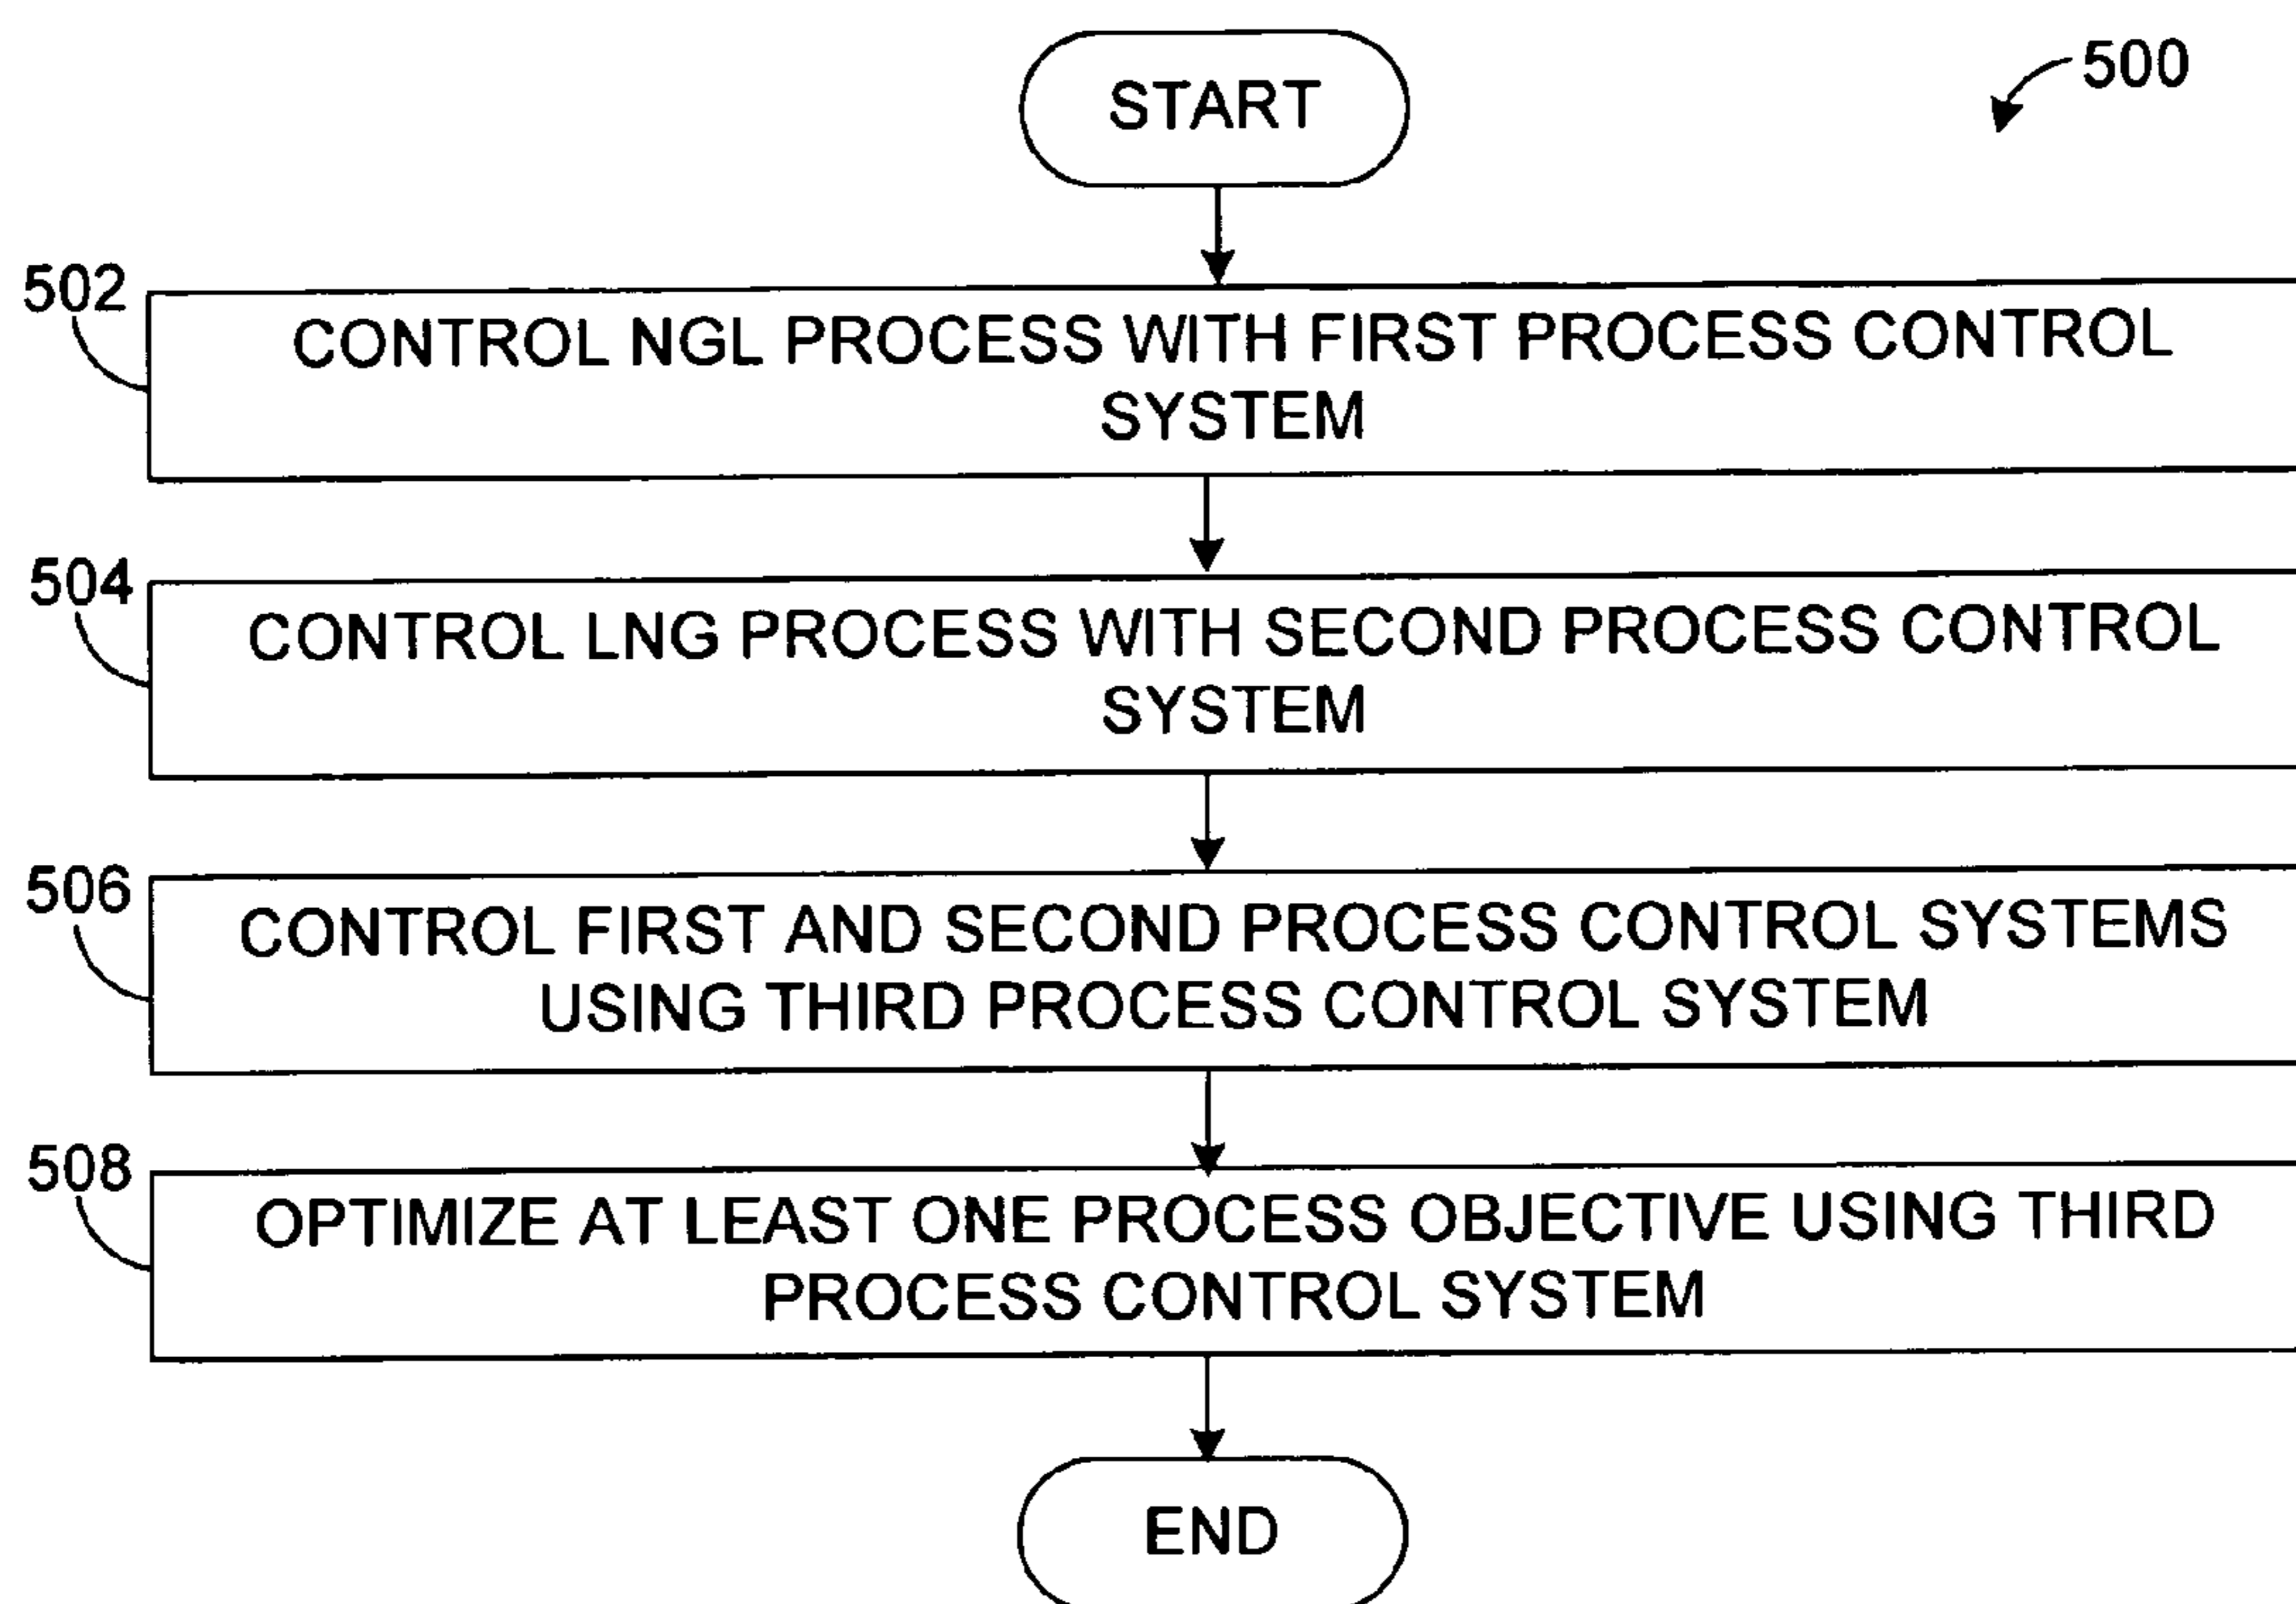 START
500
502
CONTROL NGL PROCESS WITH FIRST PROCESS CONTROL
SYSTEM
504
CONTROL LNG PROCESS WITH SECOND PROCESS CONTROL
SYSTEM
506
CONTROL FIRST AND SECOND PROCESS CONTROL SYSTEMS
USING THIRD PROCESS CONTROL SYSTEM
508
OPTIMIZE AT LEAST ONE PROCESS OBJECTIVE USING THIRD
PROCESS CONTROL SYSTEM
END